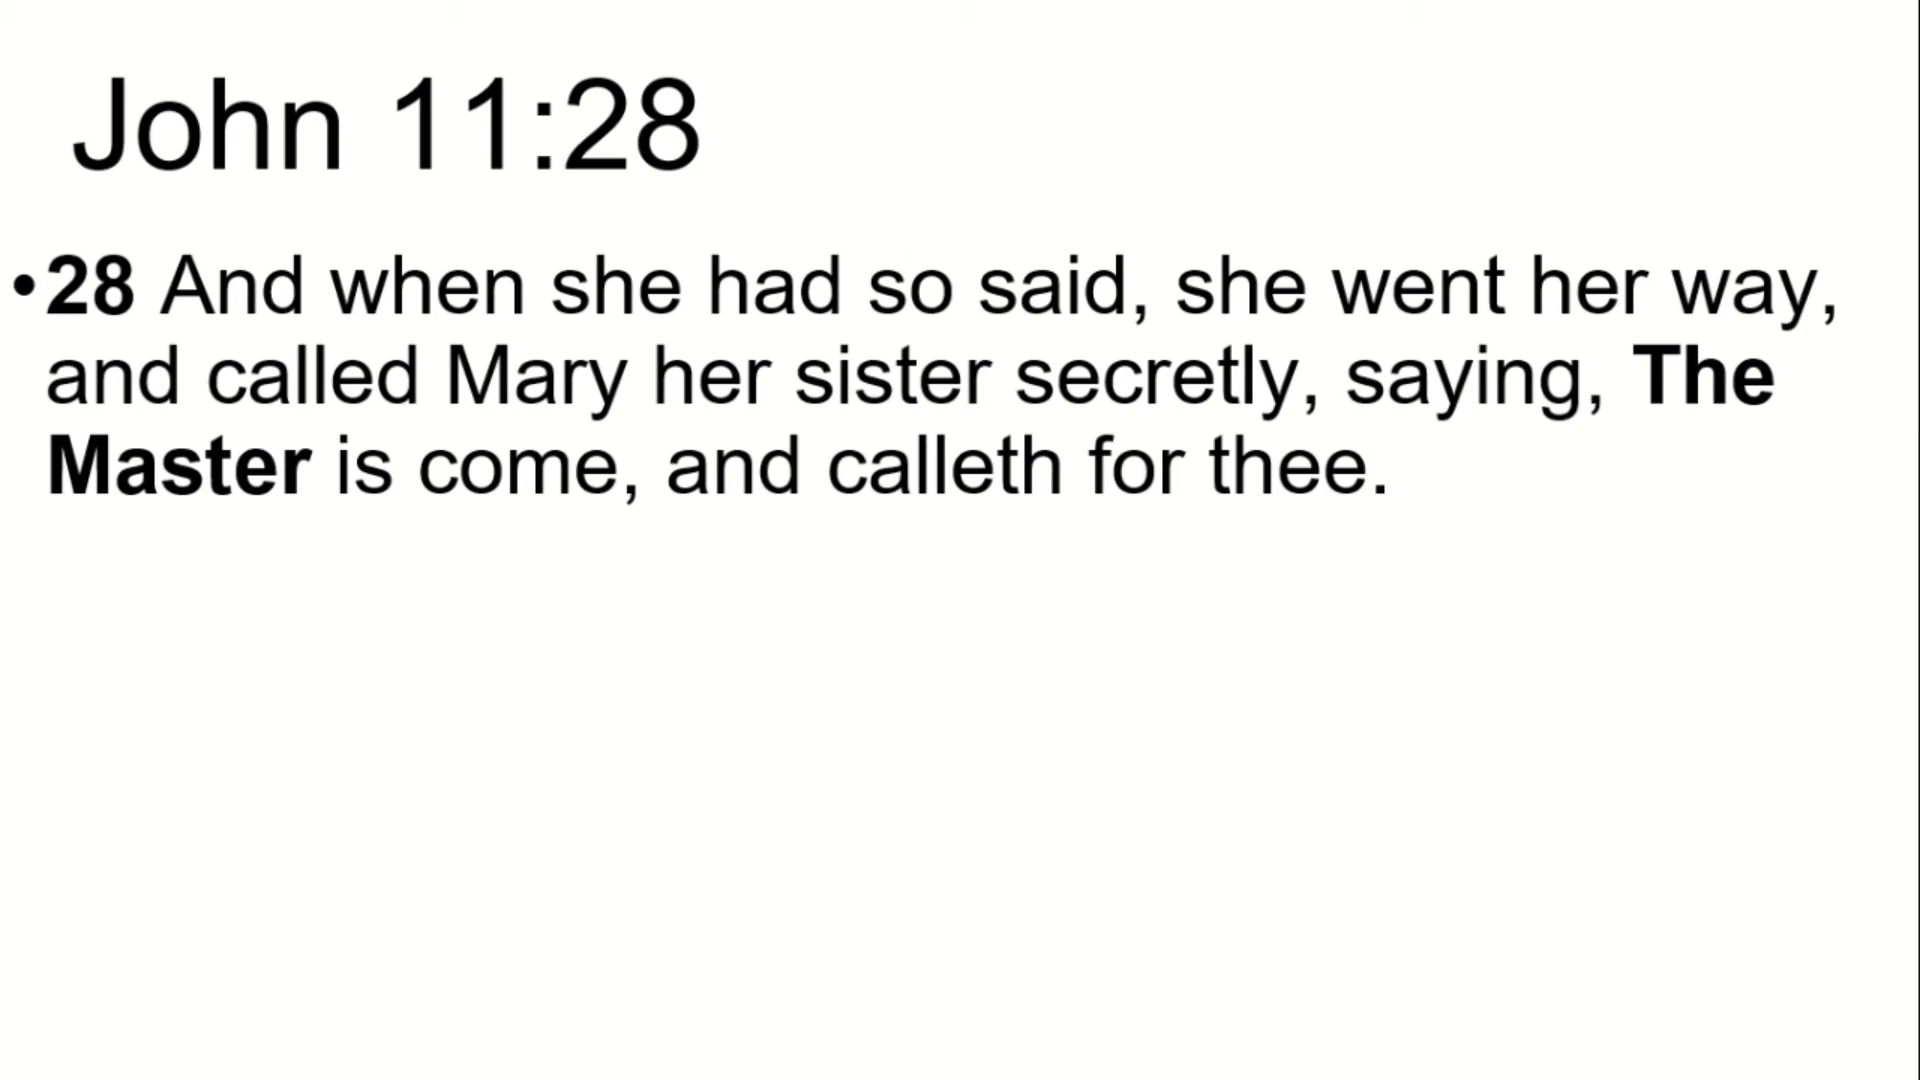 John 11:28
•28 And when she had so said, she went her way,
and called Mary her sister secretly, saying, The
Master is come, and calleth for thee.